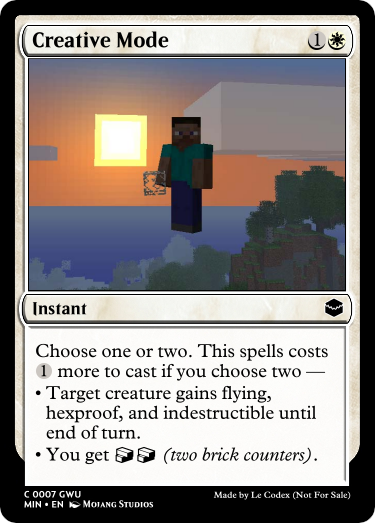 Creative Mode 1
Instant
Choose one or two. This spells costs
1 more to cast if you choose two —
• Target creature gains flying,
hexproof, and indestructible until
end of turn.
• You get (two brick counters).
C 0007 GWU
MIN • EN Mojang Studios
Made by Le Codex (Not For Sale)